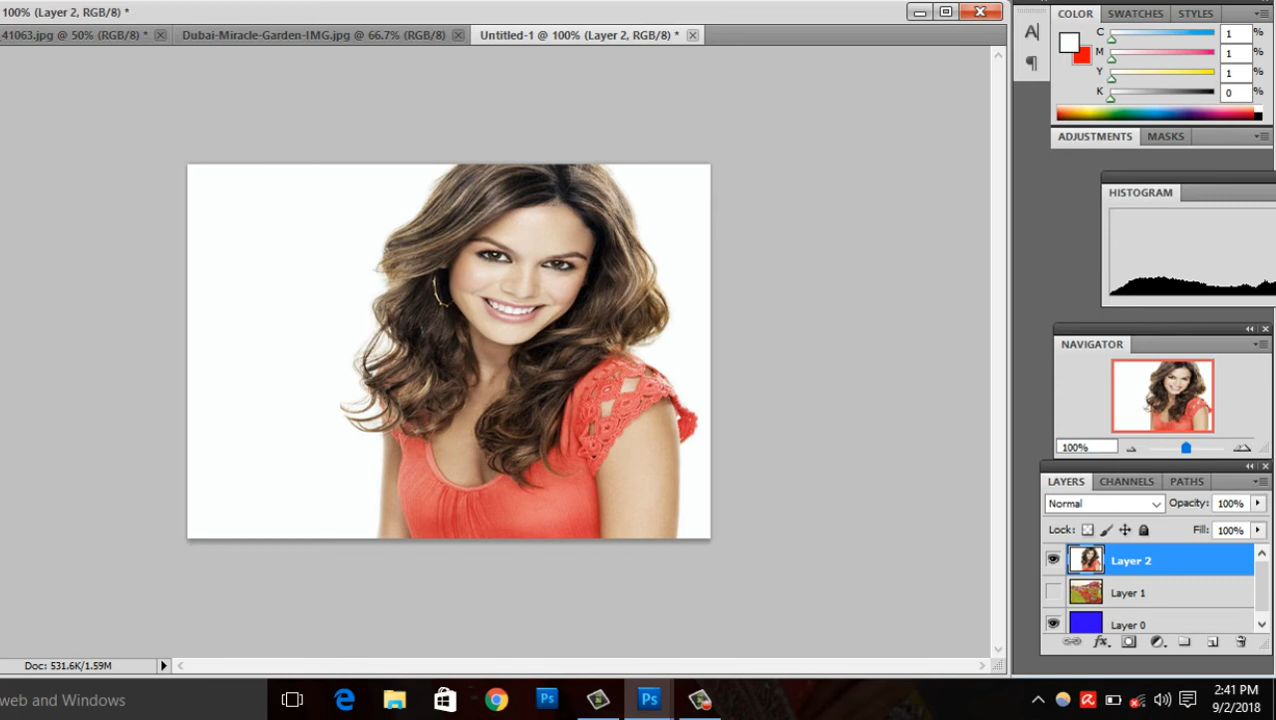 100% (Layer 2, RGB/8) *
41063.jpg @ 50% (RGB/8) *
Dubai-Miracle-Garden-IMG.jpg @ 66.7% (RGB/8)
Untitled-1 @ 100% (Layer 2, RGB/8) *
A
COLOR SWATCHES STYLES
C 1 %
M 1 %
Y 1 %
K 0 %
ADJUSTMENTS MASKS
HISTOGRAM
NAVIGATOR
100%
LAYERS CHANNELS PATHS
Normal Opacity: 100%
Lock: Fill: 100%
Layer 2
Layer 1
Layer 0
fx
Doc: 531.6K/1.59M
web and Windows
Ps
Ps
2:41 PM
9/2/2018